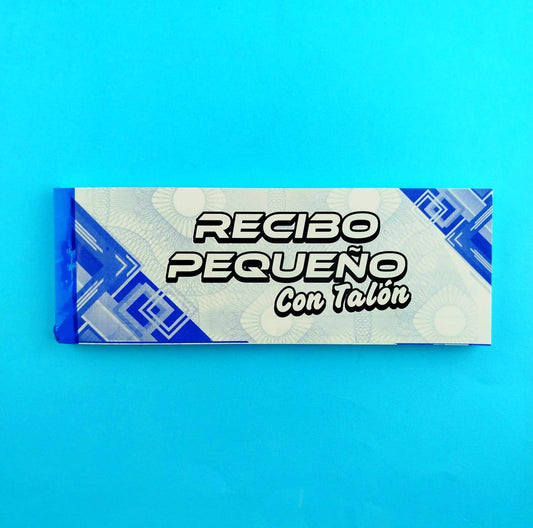 RECIBO
PEQUEÑO
Con Talón